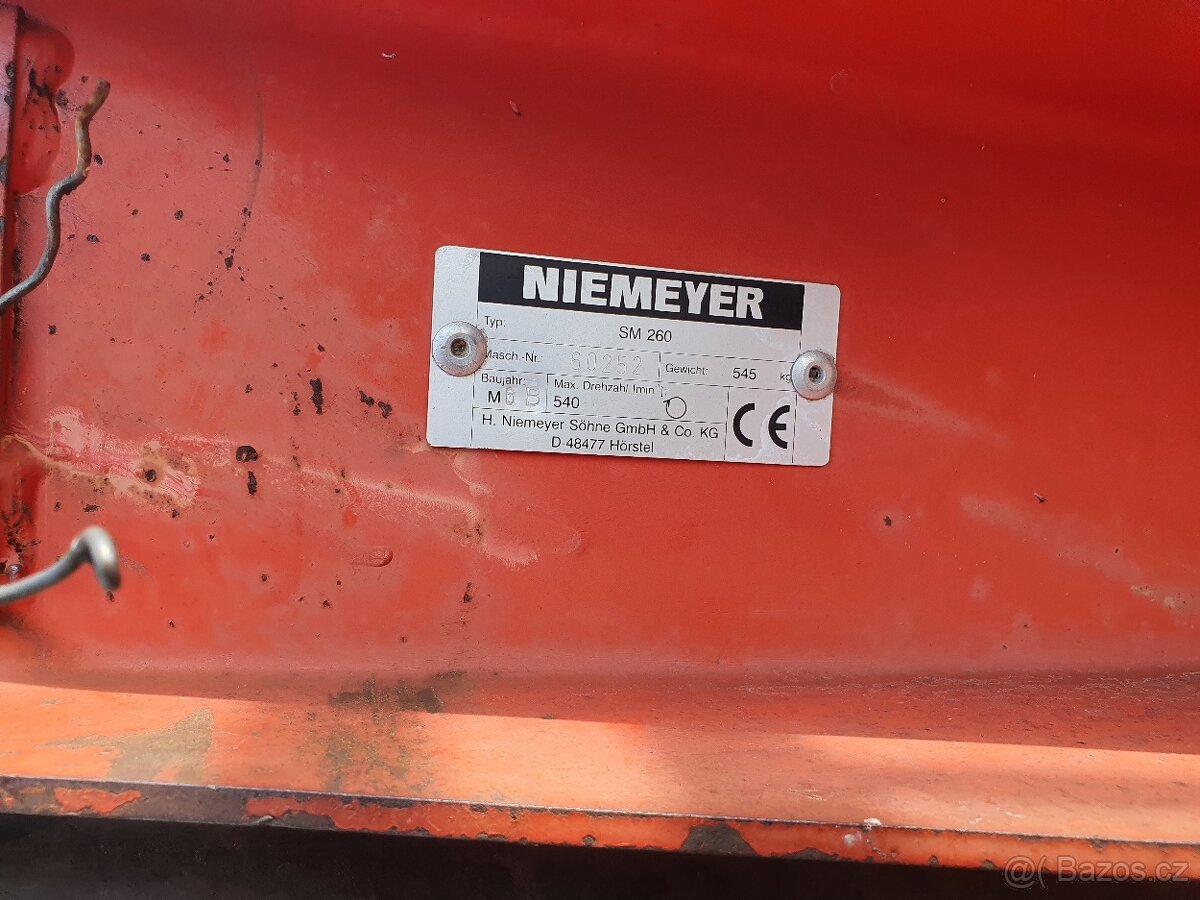 NIEMEYER
Typ: SM 260
Masch.-Nr.: 60252 Gewicht: 545 kg
Baujahr: Max. Drehzahl /min
M6B 540
H. Niemeyer Söhne GmbH & Co. KG
D-48477 Hörstel
CE
Bazos.cz